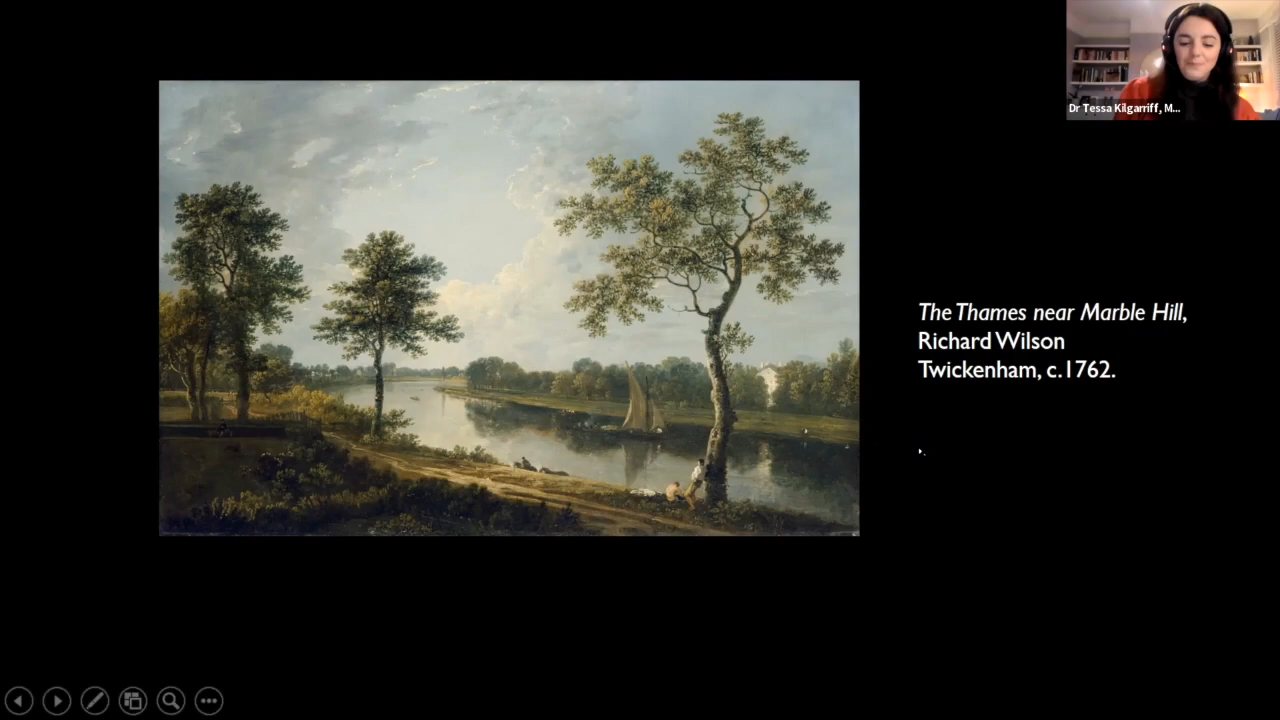 Dr Tessa Kilgarriff, M...
The Thames near Marble Hill,
Richard Wilson
Twickenham, c.1762.